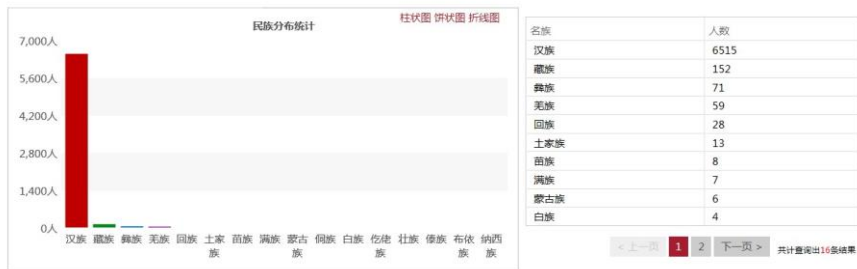 民族分布统计
柱状图 饼状图 折线图
7,000人
5,600人
4,200人
2,800人
1,400人
0人
汉族 藏族 彝族 羌族 回族 土家族 苗族 满族 蒙古族 侗族 白族 仡佬族 壮族 傣族 布依族 纳西族
名族 人数
汉族 6515
藏族 152
彝族 71
羌族 59
回族 28
土家族 13
苗族 8
满族 7
蒙古族 6
白族 4
< 上一页 1 2 下一页 > 共计查询出16条结果